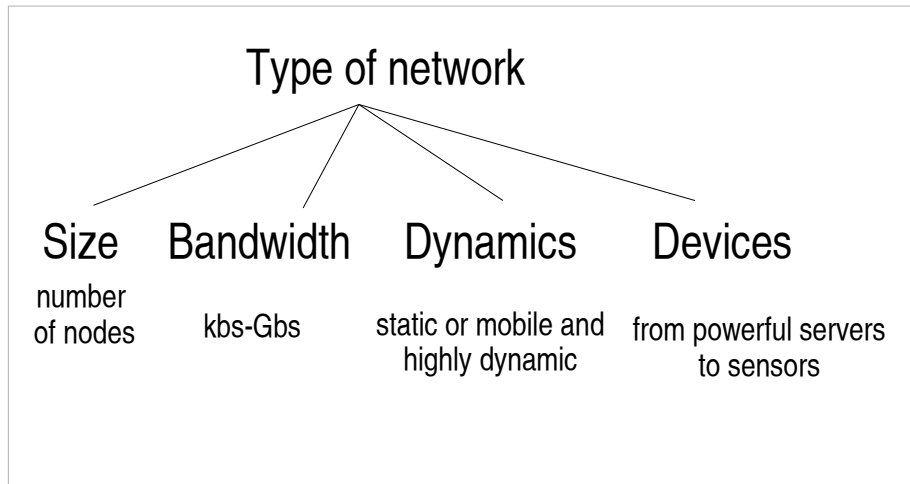 Type of network
Size
Bandwidth
Dynamics
Devices
number
of nodes
kbs-Gbs
static or mobile and
highly dynamic
from powerful servers
to sensors